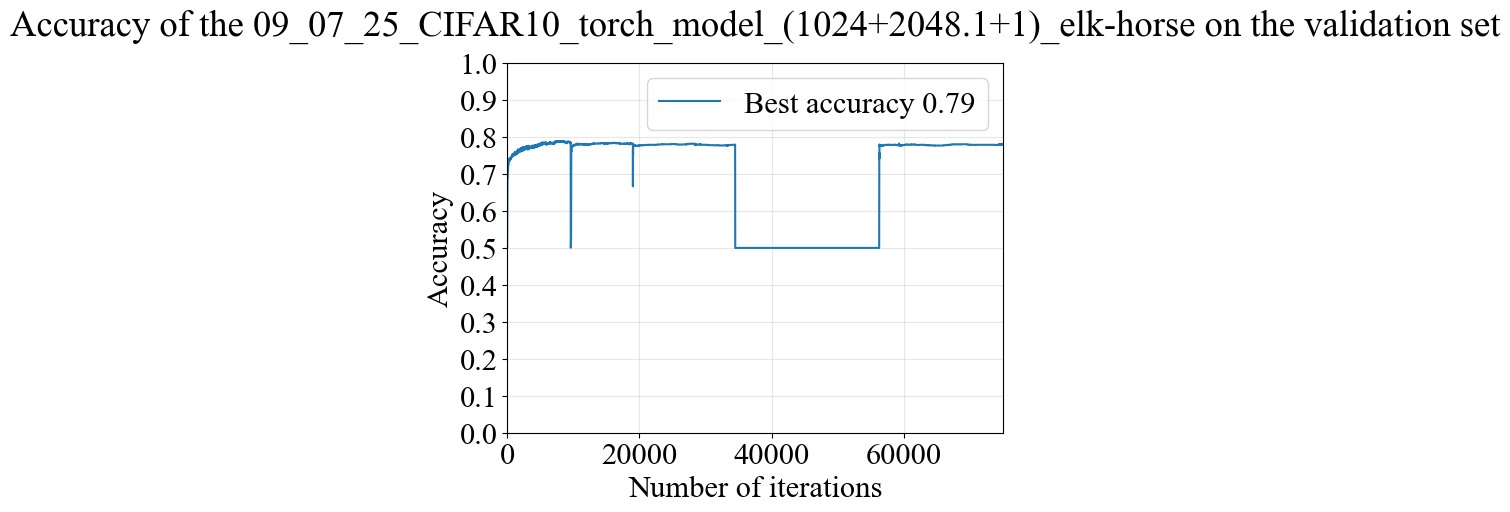 Accuracy of the 09_07_25_CIFAR10_torch_model_(1024+2048.1+1)_elk-horse on the validation set
1.0
0.9
0.8
0.7
0.6
0.5
0.4
0.3
0.2
0.1
0.0
Accuracy
Best accuracy 0.79
0 20000 40000 60000
Number of iterations